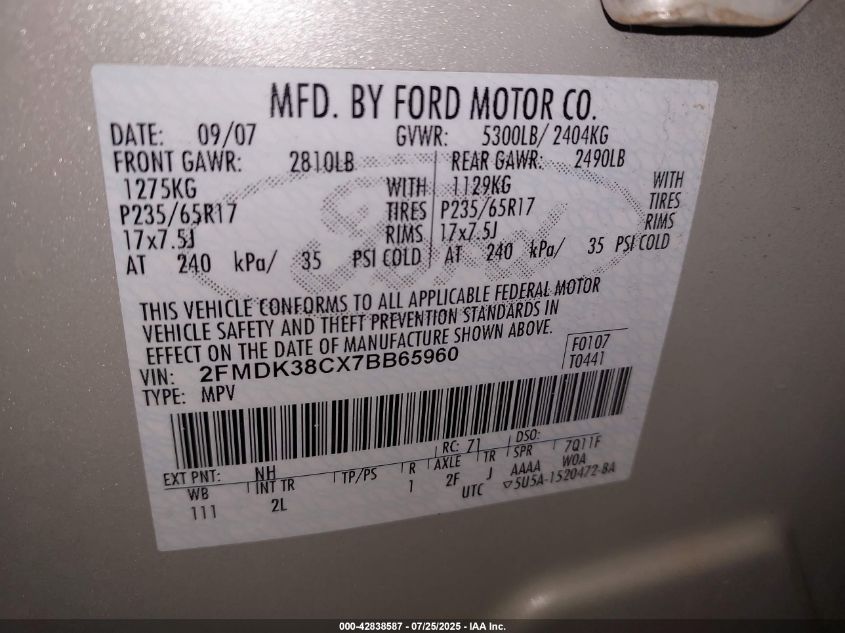 MFD. BY FORD MOTOR CO.
DATE: 09/07 GVWR: 5300LB/ 2404KG
FRONT GAWR: 2810LB REAR GAWR: 2490LB
1275KG WITH 1129KG WITH
P235/65R17 TIRES P235/65R17 TIRES
17x7.5J RIMS 17x7.5J RIMS
AT 240 kPa/ 35 PSI COLD AT 240 kPa/ 35 PSI COLD
THIS VEHICLE CONFORMS TO ALL APPLICABLE FEDERAL MOTOR
VEHICLE SAFETY AND THEFT PREVENTION STANDARDS IN
EFFECT ON THE DATE OF MANUFACTURE SHOWN ABOVE.
VIN: 2FMDK38CX7BB65960 F0107
TYPE: MPV T0441
EXT PNT: NH RC: 71 DSO:
WB INT TR TP/PS R AXLE TR SPR 7Q11F
111 2L 1 2F J AAAA W0A
UTC ▽5U5A-1520472-BA
000-42838587 - 07/25/2025 - IAA Inc.